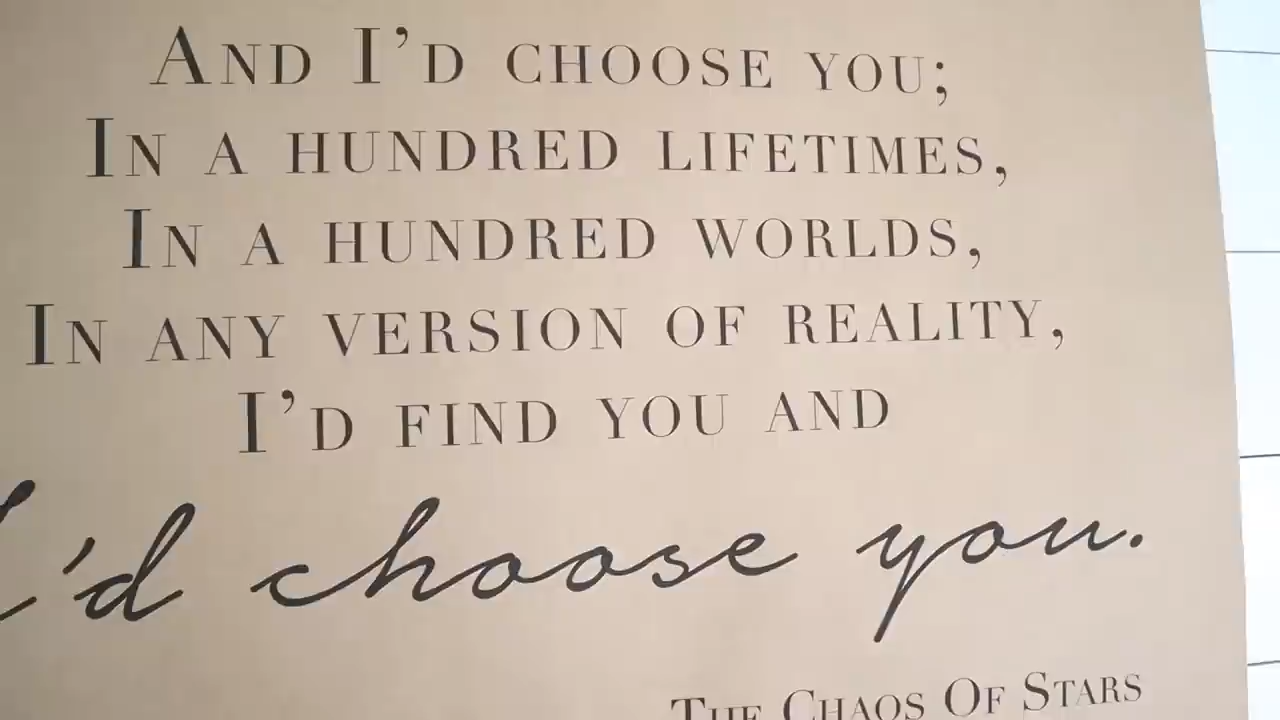 And I'd choose you;
In a hundred lifetimes,
In a hundred worlds,
In any version of reality,
I'd find you and
I'd choose you.
The Chaos Of Stars